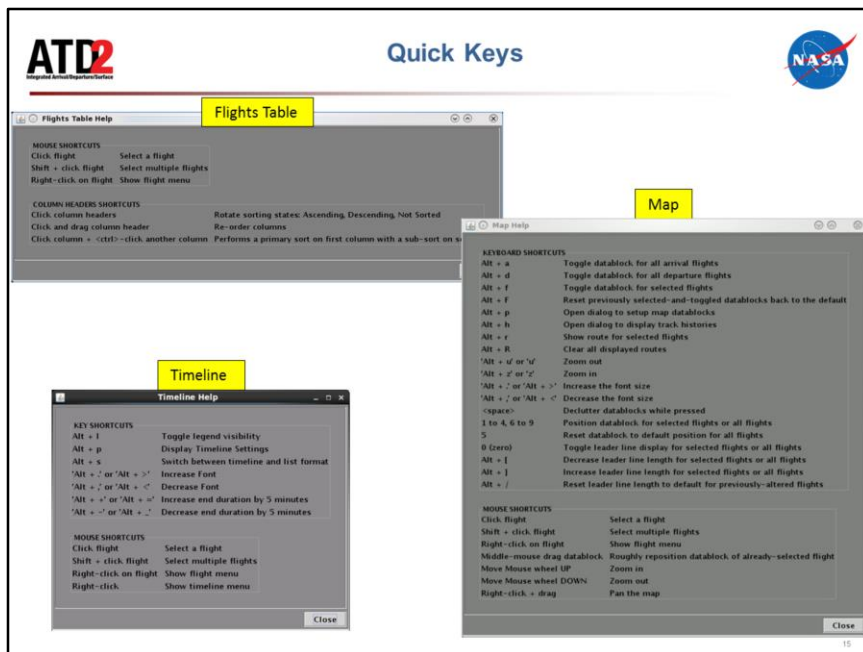 ATD2
Integrated Arrival/Departure/Surface
Quick Keys
NASA
Flights Table
Flights Table Help
MOUSE SHORTCUTS
Click flight Select a flight
Shift + click flight Select multiple flights
Right-click on flight Show flight menu
COLUMN HEADERS SHORTCUTS
Click column headers Rotate sorting states: Ascending, Descending, Not Sorted
Click and drag column header Re-order columns
Click column + <ctrl>-click another column Performs a primary sort on first column with a sub-sort on
Map
Map Help
KEYBOARD SHORTCUTS
Alt + a Toggle datablock for all arrival flights
Alt + d Toggle datablock for all departure flights
Alt + f Toggle datablock for selected flights
Alt + F Reset previously selected-and-toggled datablocks back to the default
Alt + p Open dialog to setup map datablocks
Alt + h Open dialog to display track histories
Alt + r Show route for selected flights
Alt + R Clear all displayed routes
'Alt + u' or 'u' Zoom out
'Alt + z' or 'z' Zoom in
'Alt + .' or 'Alt + >' Increase the font size
'Alt + ,' or 'Alt + <' Decrease the font size
<space> Declutter datablocks while pressed
1 to 4, 6 to 9 Position datablock for selected flights or all flights
5 Reset datablock to default position for all flights
0 (zero) Toggle leader line display for selected flights or all flights
Alt + [ Decrease leader line length for selected flights or all flights
Alt + ] Increase leader line length for selected flights or all flights
Alt + / Reset leader line length to default for previously-altered flights
MOUSE SHORTCUTS
Click flight Select a flight
Shift + click flight Select multiple flights
Right-click on flight Show flight menu
Middle-mouse drag datablock Roughly reposition datablock of already-selected flight
Move Mouse wheel UP Zoom in
Move Mouse wheel DOWN Zoom out
Right-click + drag Pan the map
Close
Timeline
Timeline Help
KEY SHORTCUTS
Alt + l Toggle legend visibility
Alt + p Display Timeline Settings
Alt + s Switch between timeline and list format
'Alt + .' or 'Alt + >' Increase Font
'Alt + ,' or 'Alt + <' Decrease Font
'Alt + +' or 'Alt + =' Increase end duration by 5 minutes
'Alt + -' or 'Alt + _' Decrease end duration by 5 minutes
MOUSE SHORTCUTS
Click flight Select a flight
Shift + click flight Select multiple flights
Right-click on flight Show flight menu
Right-click Show timeline menu
Close
15